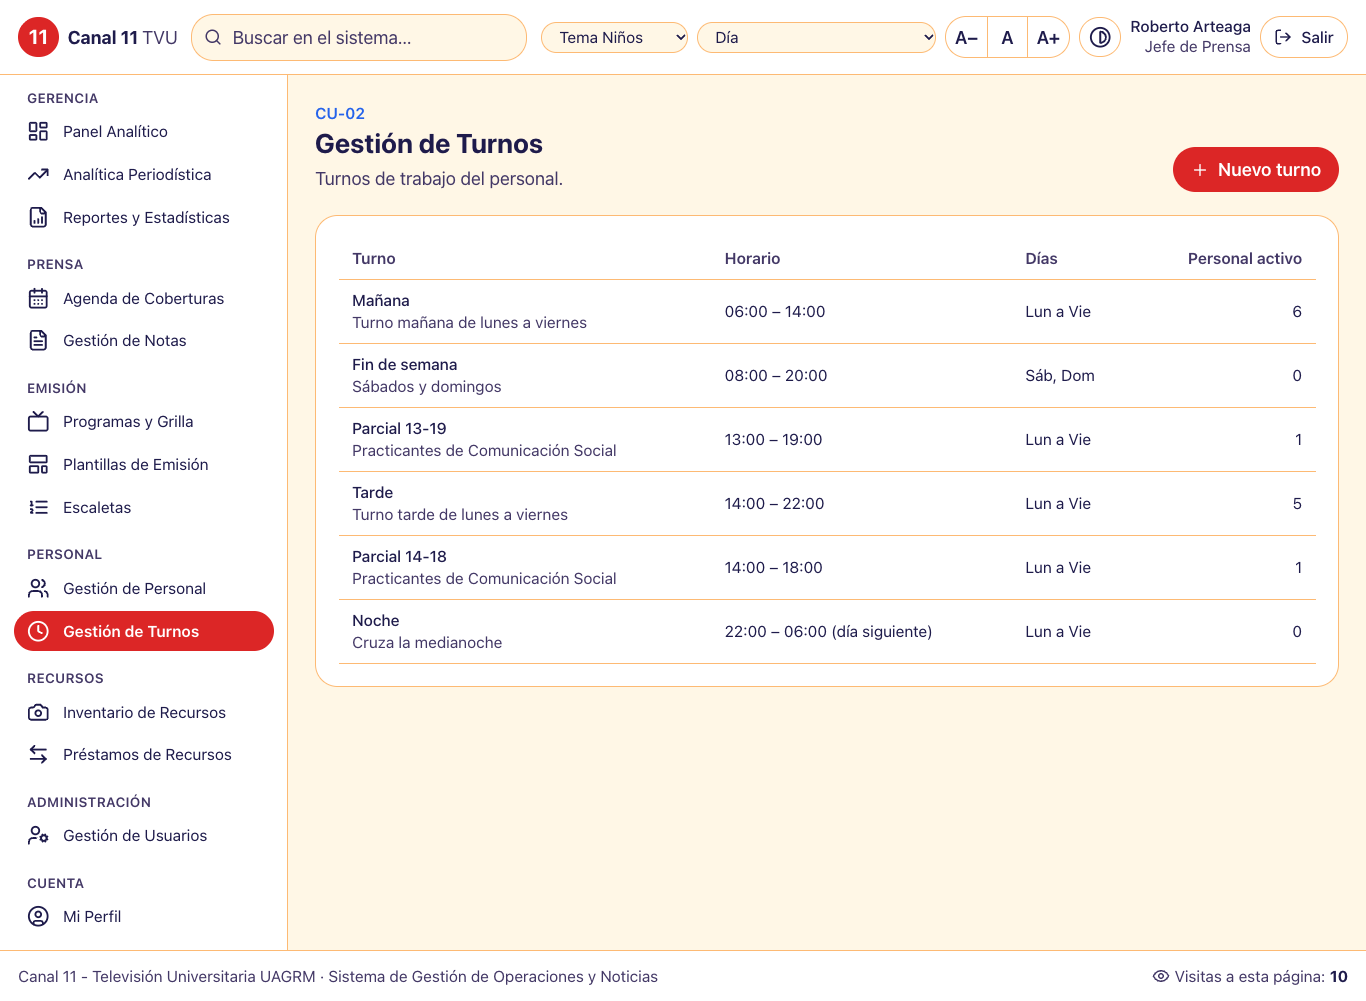 11 Canal 11 TVU
Buscar en el sistema...
Tema Niños
Día
A− A A+
Roberto Arteaga
Jefe de Prensa
Salir
GERENCIA
Panel Analítico
Analítica Periodística
Reportes y Estadísticas
PRENSA
Agenda de Coberturas
Gestión de Notas
EMISIÓN
Programas y Grilla
Plantillas de Emisión
Escaletas
PERSONAL
Gestión de Personal
Gestión de Turnos
RECURSOS
Inventario de Recursos
Préstamos de Recursos
ADMINISTRACIÓN
Gestión de Usuarios
CUENTA
Mi Perfil
CU-02
Gestión de Turnos
Turnos de trabajo del personal.
+ Nuevo turno
Turno Horario Días Personal activo
Mañana
Turno mañana de lunes a viernes
06:00 – 14:00 Lun a Vie 6
Fin de semana
Sábados y domingos
08:00 – 20:00 Sáb, Dom 0
Parcial 13-19
Practicantes de Comunicación Social
13:00 – 19:00 Lun a Vie 1
Tarde
Turno tarde de lunes a viernes
14:00 – 22:00 Lun a Vie 5
Parcial 14-18
Practicantes de Comunicación Social
14:00 – 18:00 Lun a Vie 1
Noche
Cruza la medianoche
22:00 – 06:00 (día siguiente) Lun a Vie 0
Canal 11 - Televisión Universitaria UAGRM · Sistema de Gestión de Operaciones y Noticias
Visitas a esta página: 10